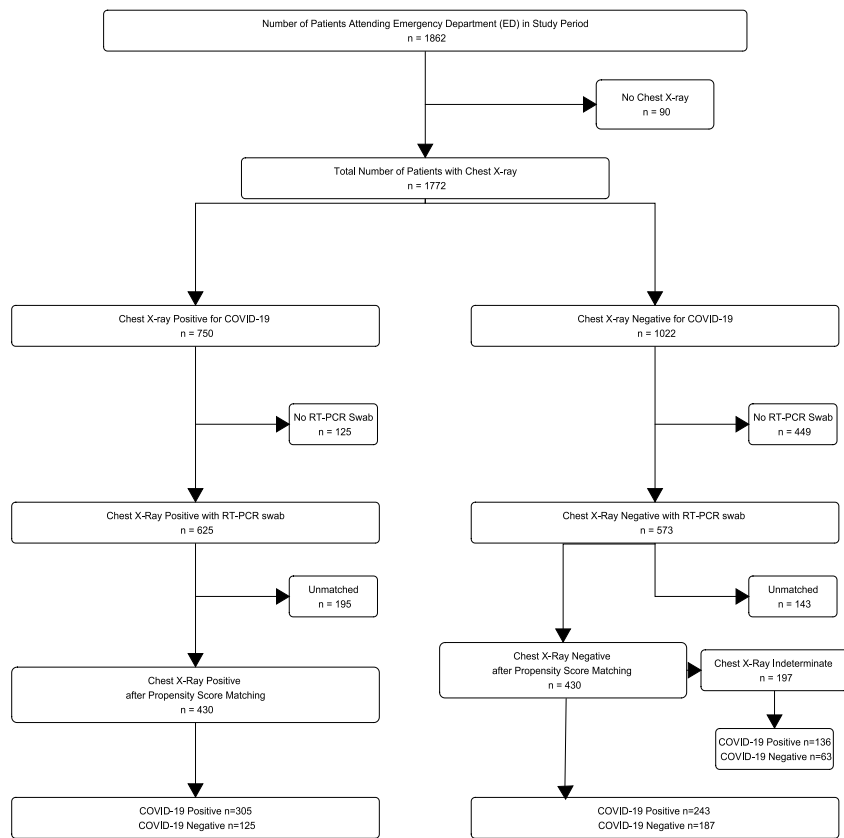 Number of Patients Attending Emergency Department (ED) in Study Period
n = 1862
No Chest X-ray
n = 90
Total Number of Patients with Chest X-ray
n = 1772
Chest X-ray Positive for COVID-19
n = 750
Chest X-ray Negative for COVID-19
n = 1022
No RT-PCR Swab
n = 125
No RT-PCR Swab
n = 449
Chest X-Ray Positive with RT-PCR swab
n = 625
Chest X-Ray Negative with RT-PCR swab
n = 573
Unmatched
n = 195
Unmatched
n = 143
Chest X-Ray Positive
after Propensity Score Matching
n = 430
Chest X-Ray Negative
after Propensity Score Matching
n = 430
Chest X-Ray Indeterminate
n = 197
COVID-19 Positive n=136
COVID-19 Negative n=63
COVID-19 Positive n=305
COVID-19 Negative n=125
COVID-19 Positive n=243
COVID-19 Negative n=187